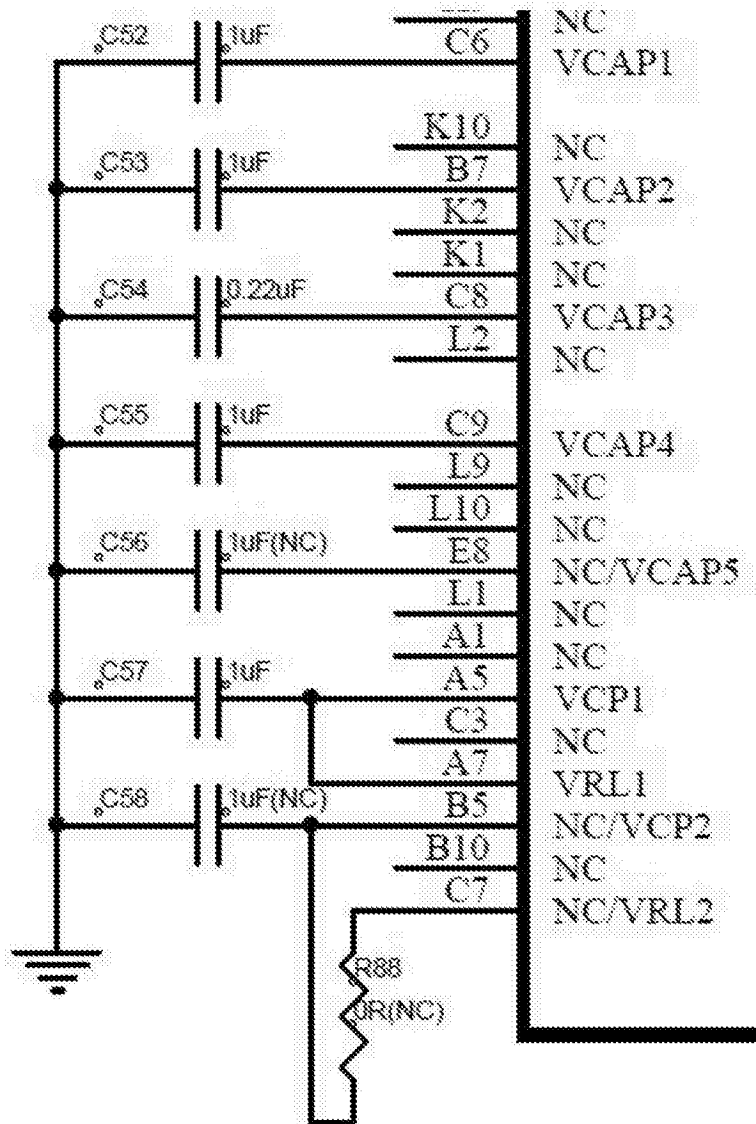 NC
C52 1uF C6 VCAP1
K10 NC
C53 1uF B7 VCAP2
K2 NC
K1 NC
C54 0.22uF C8 VCAP3
L2 NC
C55 1uF C9 VCAP4
L9 NC
L10 NC
C56 1uF(NC) E8 NC/VCAP5
L1 NC
A1 NC
C57 1uF A5 VCP1
C3 NC
A7 VRL1
C58 1uF(NC) B5 NC/VCP2
B10 NC
C7 NC/VRL2
R88
0R(NC)